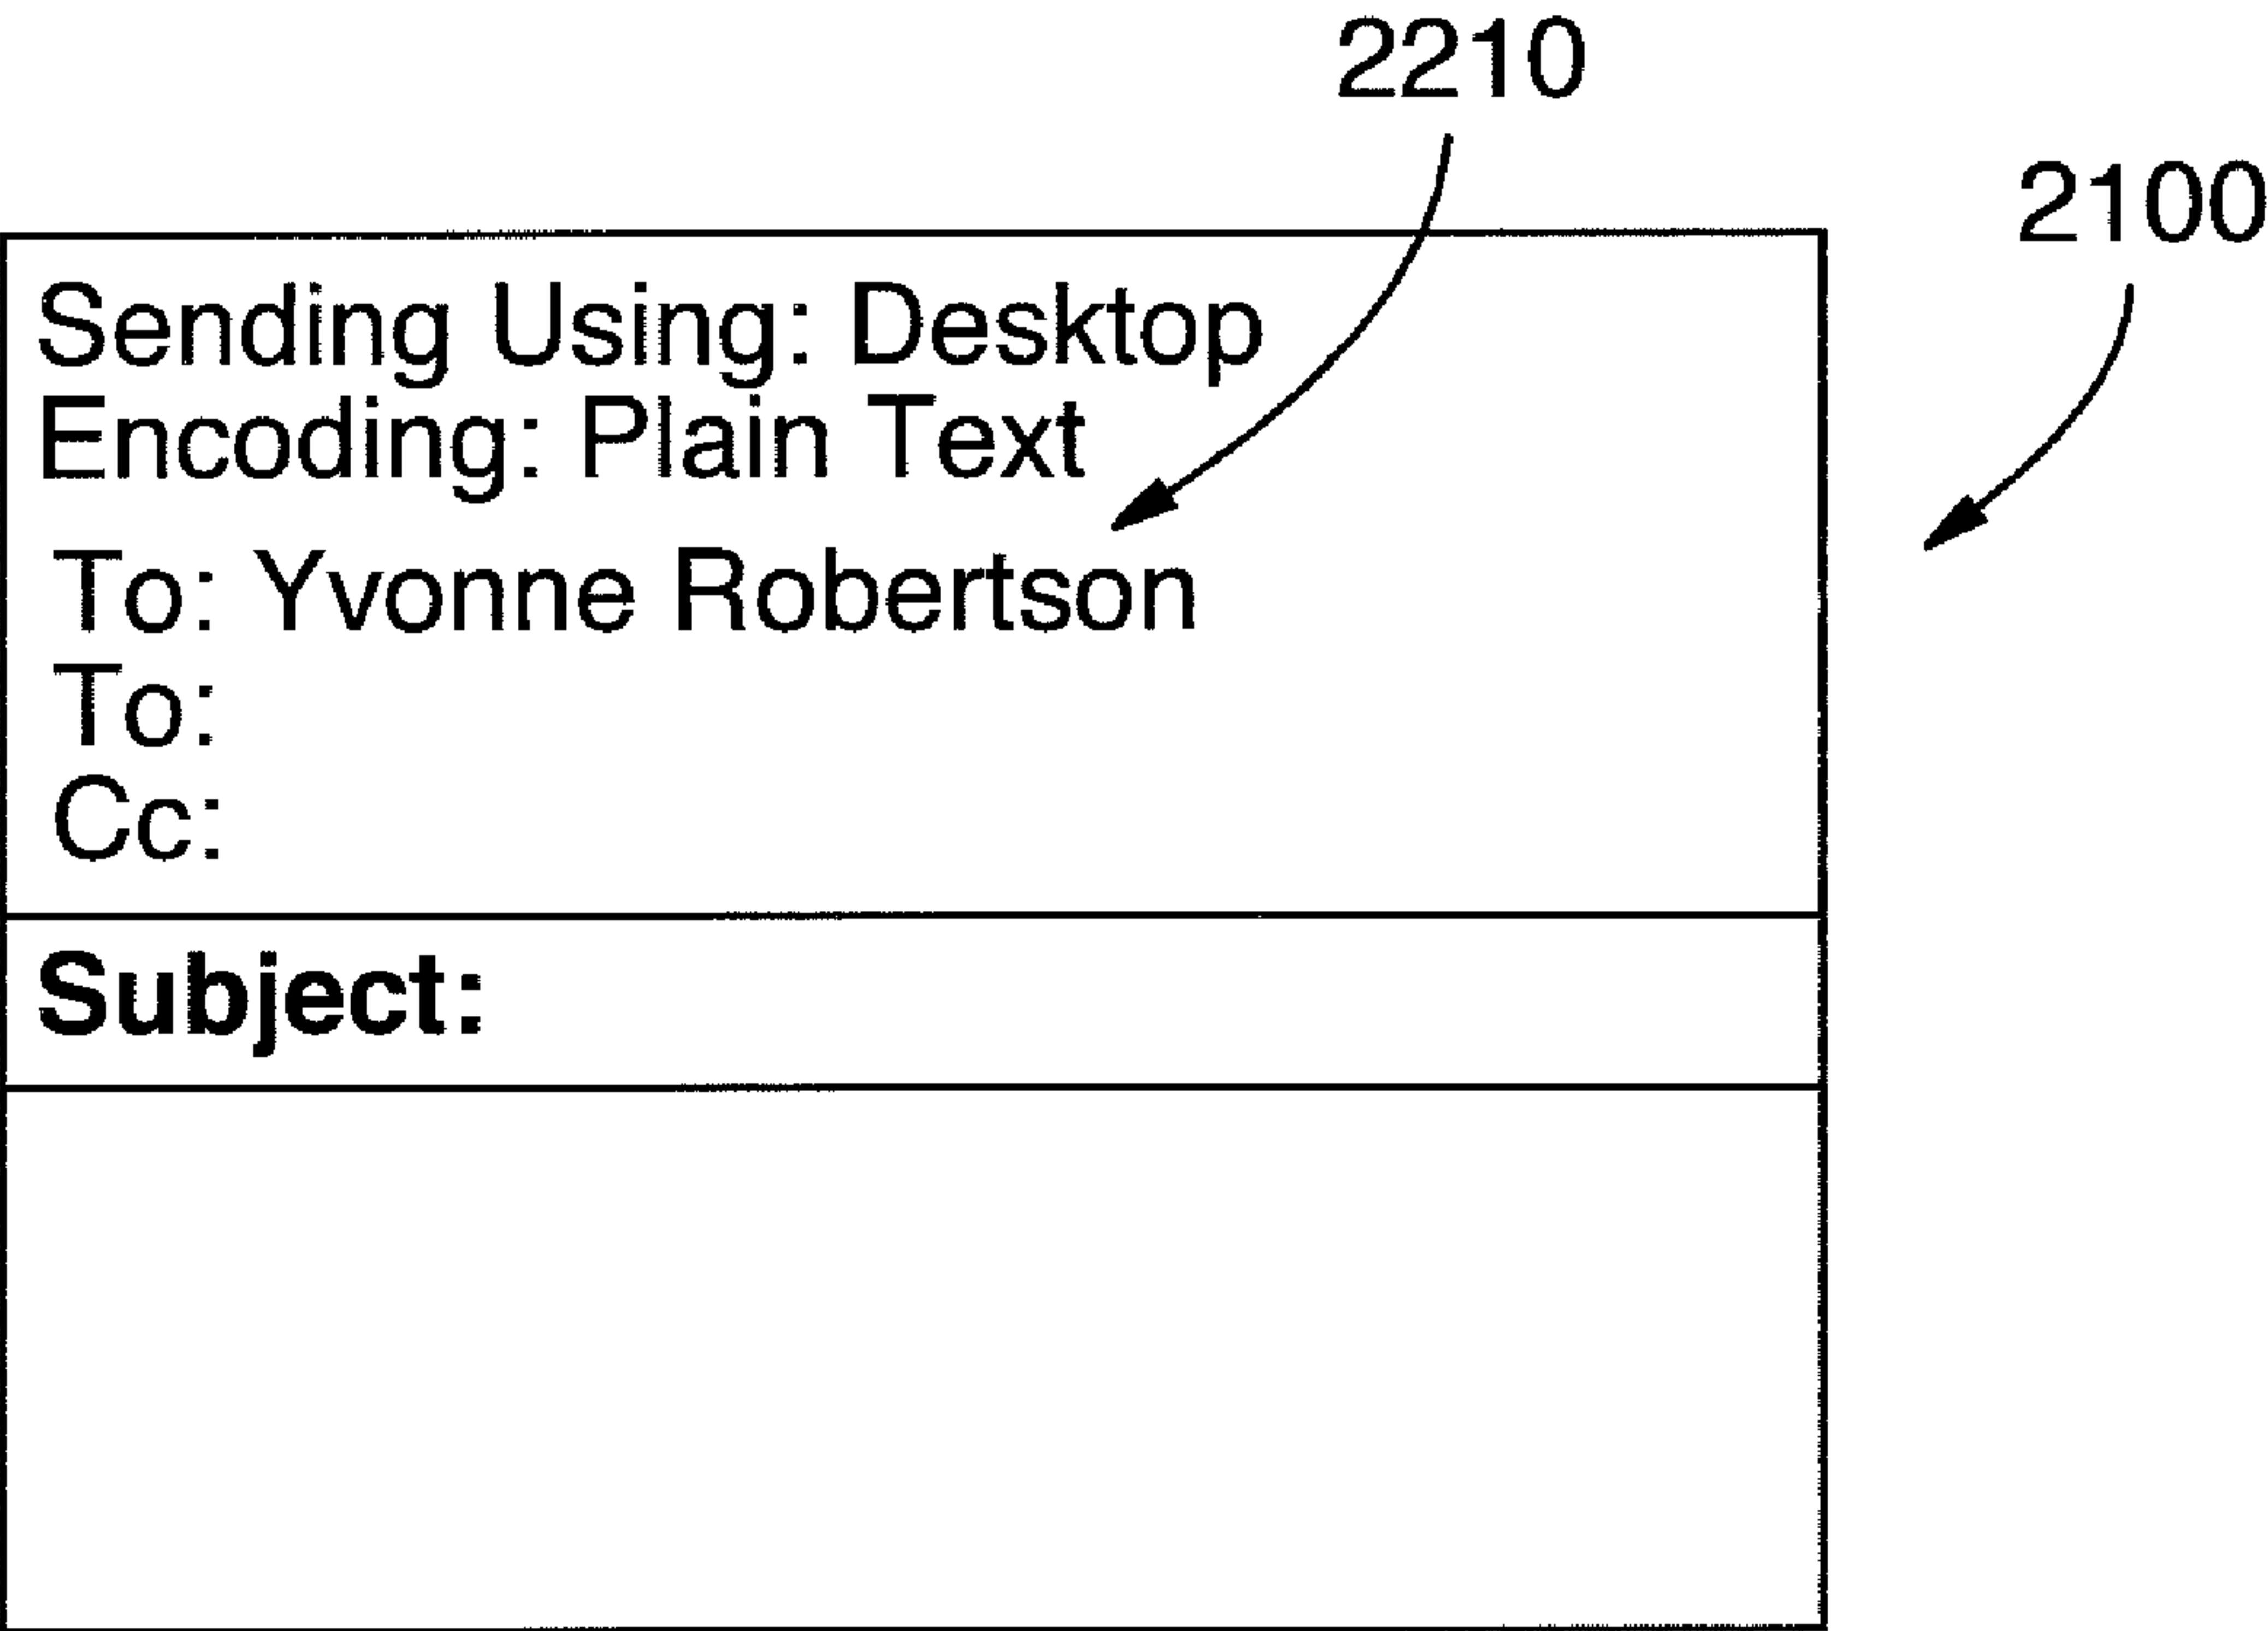 2210
2100
Sending Using: Desktop
Encoding: Plain Text
To: Yvonne Robertson
To:
Cc:
Subject: